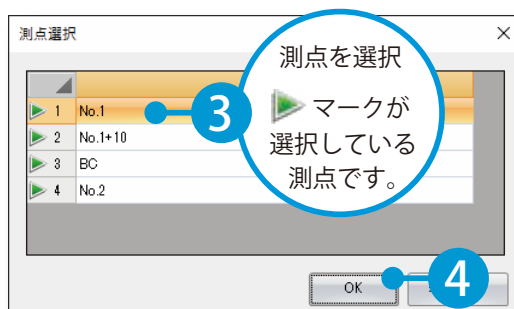 測点選択
測点を選択
マークが
選択している
測点です。
3
1 No.1
2 No.1+10
3 BC
4 No.2
OK
4